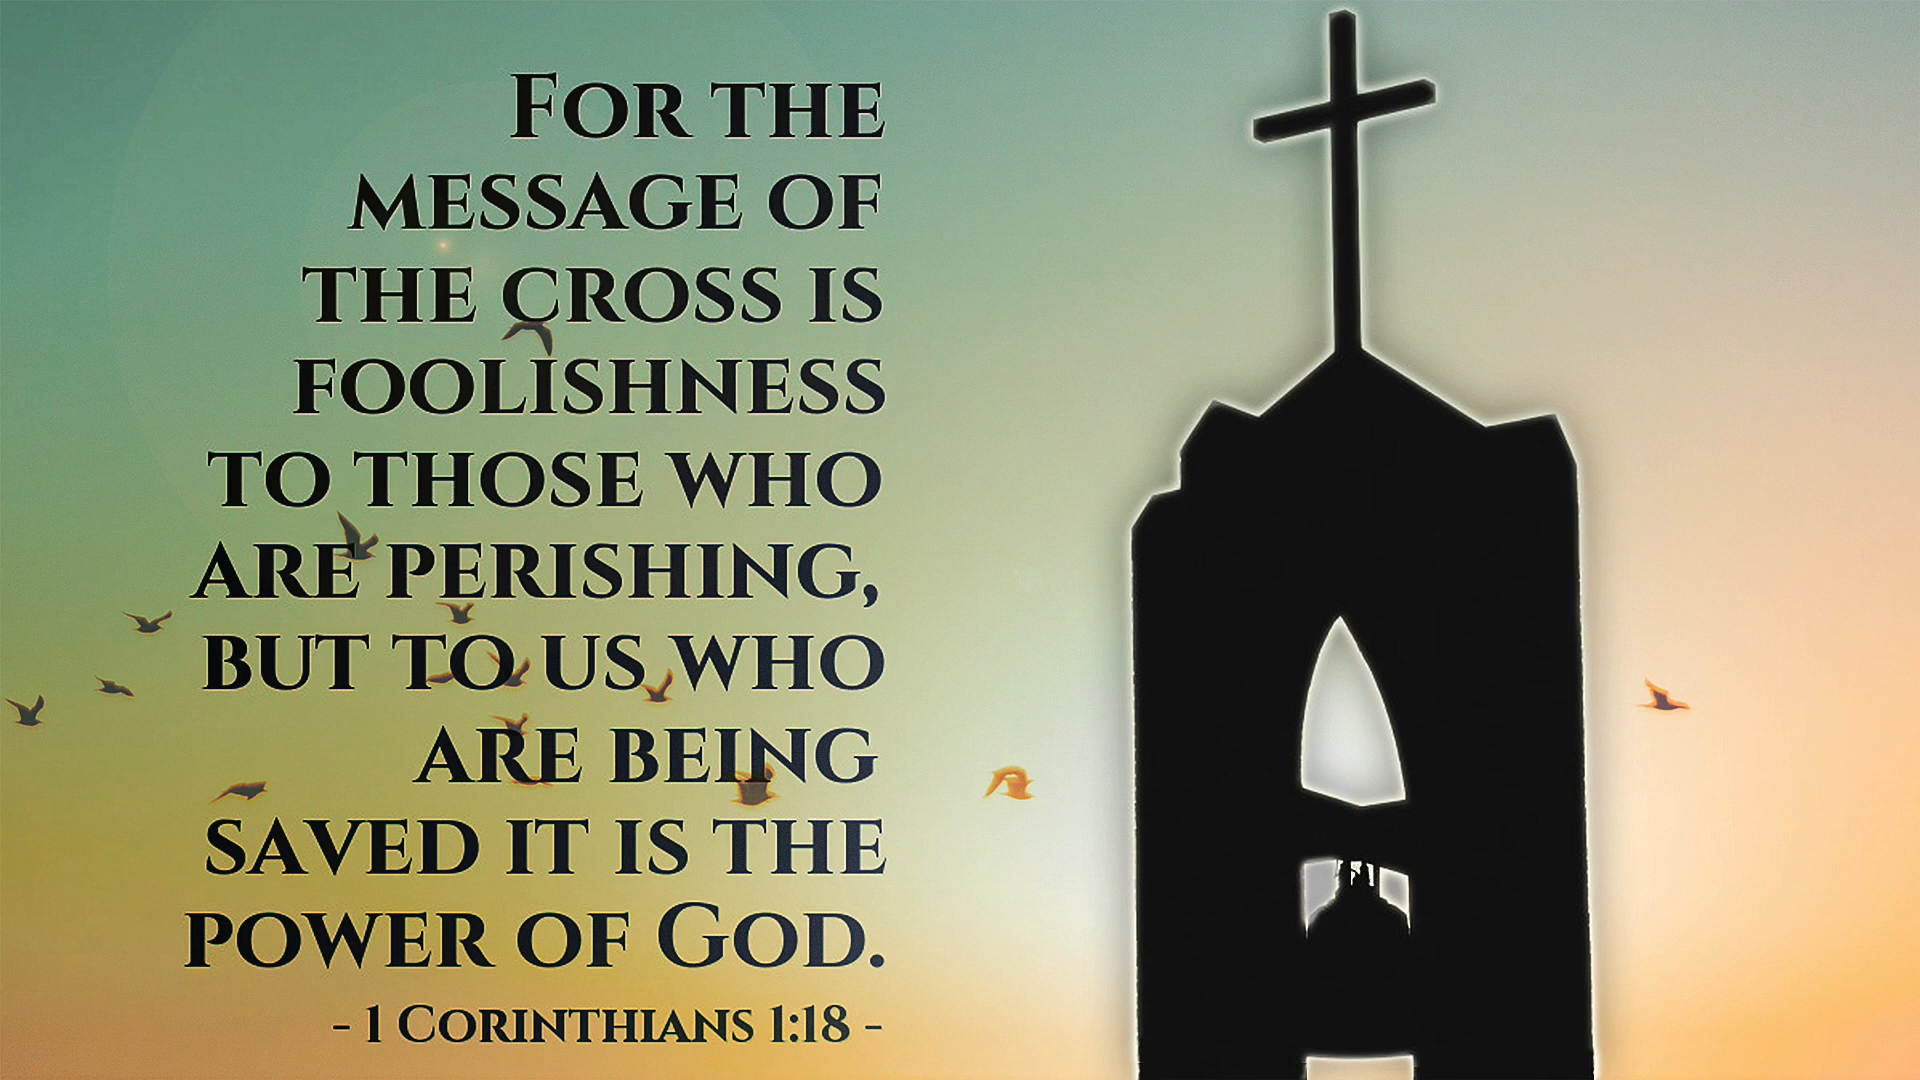 For the
message of
the cross is
foolishness
to those who
are perishing,
but to us who
are being
saved it is the
power of God.
- 1 Corinthians 1:18 -